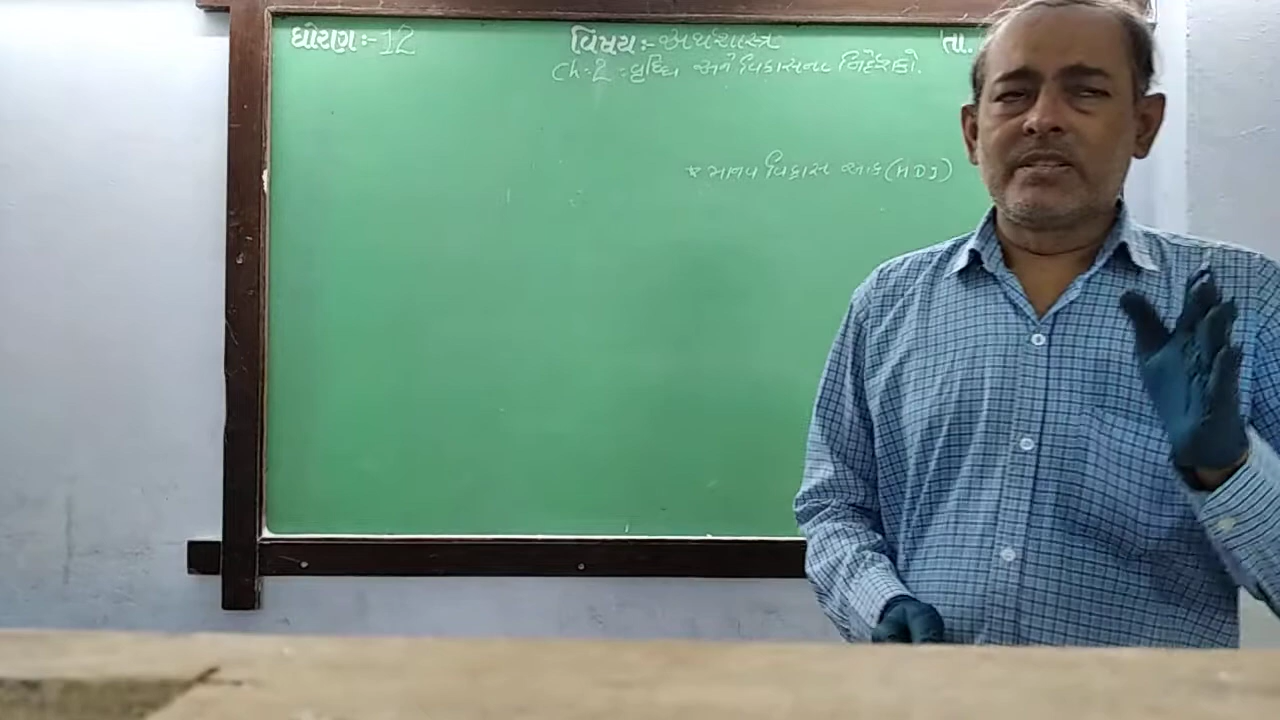 ધોરણ:-12 વિષય:- અર્થશાસ્ત્ર તા.
Ch-2 :- વૃદ્ધિ અને વિકાસના નિર્દેશકો.
* માનવ વિકાસ આંક (HDI)